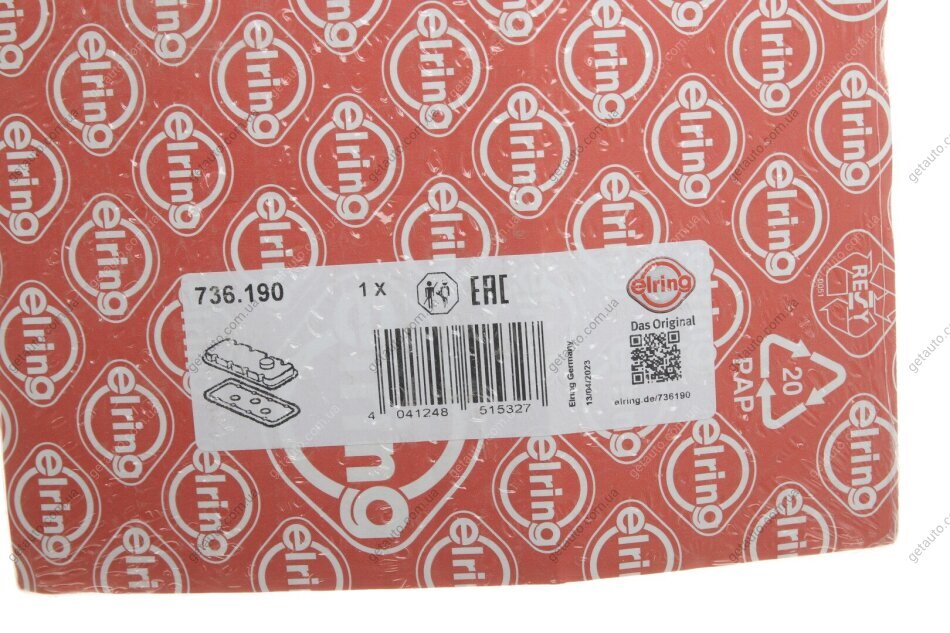 736.190
1 X
EAC
elring
Das Original
Elring Germany
13/04/2023
4 041248 515327
elring.de/736190
RESY
6051
20
PAP
elring
getauto.com.ua